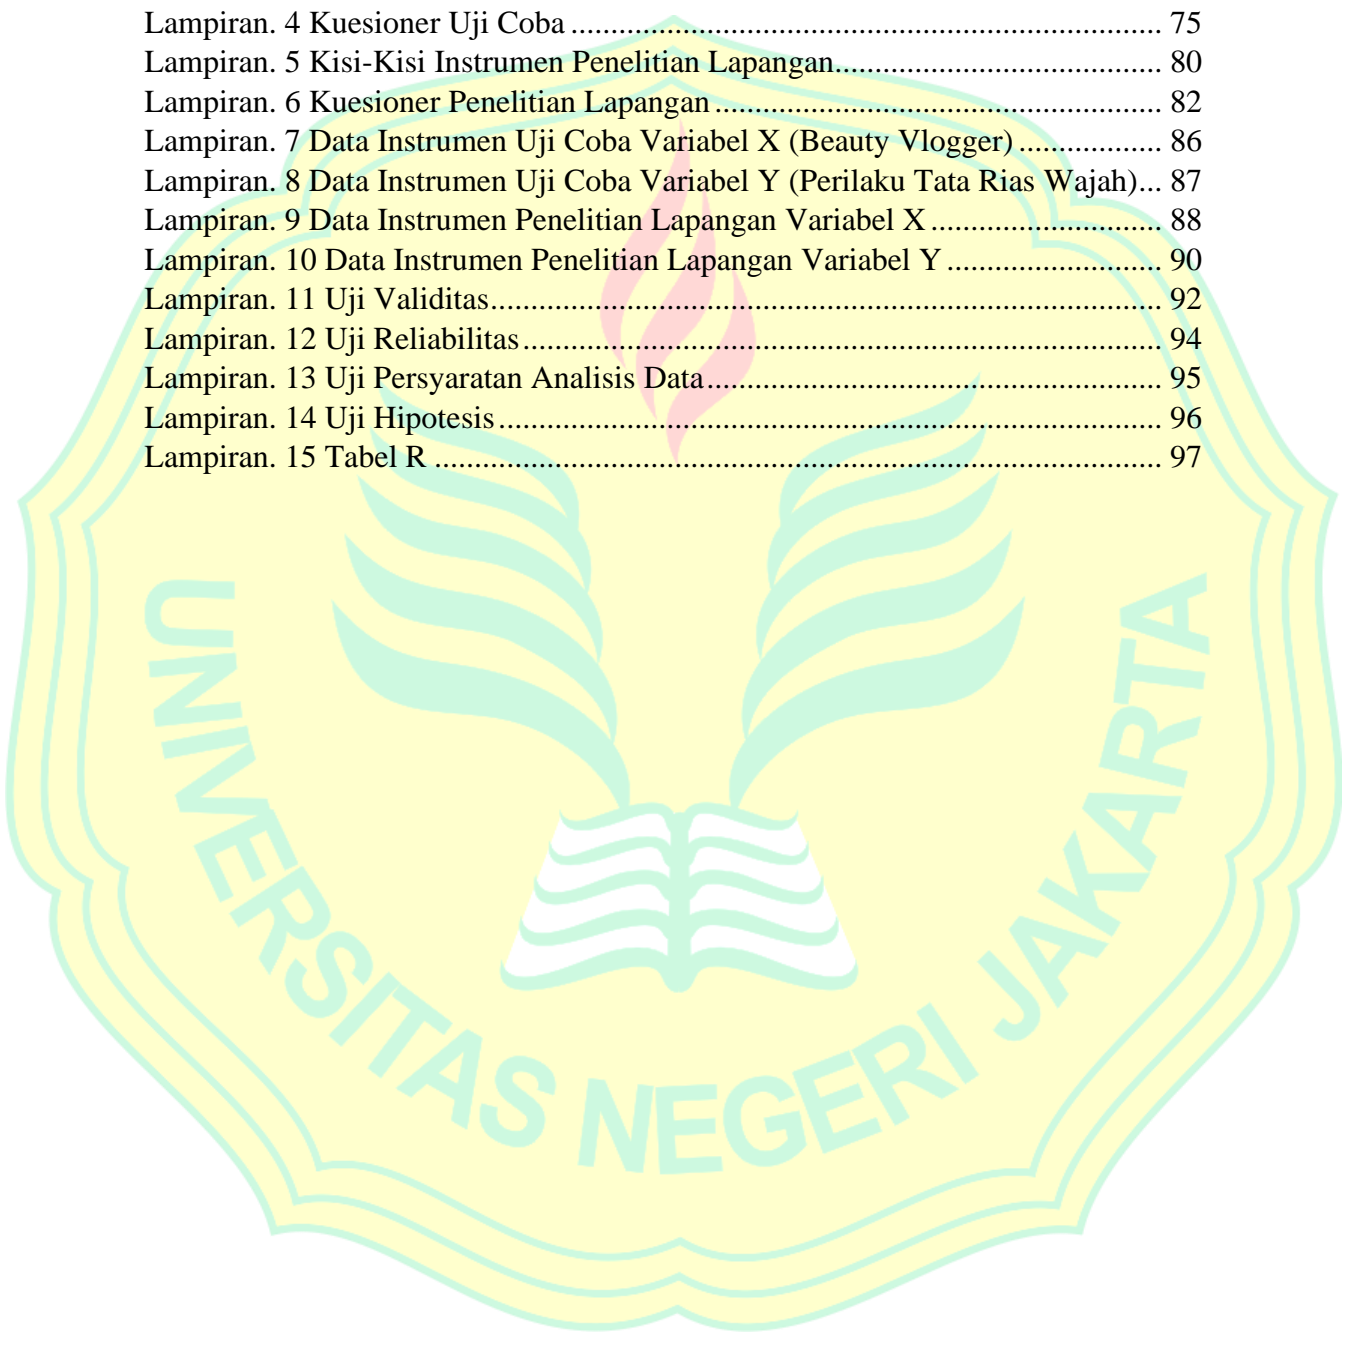 Lampiran. 4 Kuesioner Uji Coba .......................................................................... 75
Lampiran. 5 Kisi-Kisi Instrumen Penelitian Lapangan......................................... 80
Lampiran. 6 Kuesioner Penelitian Lapangan ........................................................ 82
Lampiran. 7 Data Instrumen Uji Coba Variabel X (Beauty Vlogger) .................. 86
Lampiran. 8 Data Instrumen Uji Coba Variabel Y (Perilaku Tata Rias Wajah)... 87
Lampiran. 9 Data Instrumen Penelitian Lapangan Variabel X ............................. 88
Lampiran. 10 Data Instrumen Penelitian Lapangan Variabel Y ........................... 90
Lampiran. 11 Uji Validitas.................................................................................... 92
Lampiran. 12 Uji Reliabilitas ................................................................................ 94
Lampiran. 13 Uji Persyaratan Analisis Data......................................................... 95
Lampiran. 14 Uji Hipotesis ................................................................................... 96
Lampiran. 15 Tabel R ........................................................................................... 97
UNIVERSITAS NEGERI JAKARTA